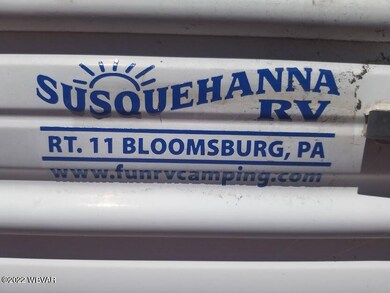 SUSQUEHANNA
RV
RT. 11 BLOOMSBURG, PA
www.funrvcamping.com
©2022 WBVAR